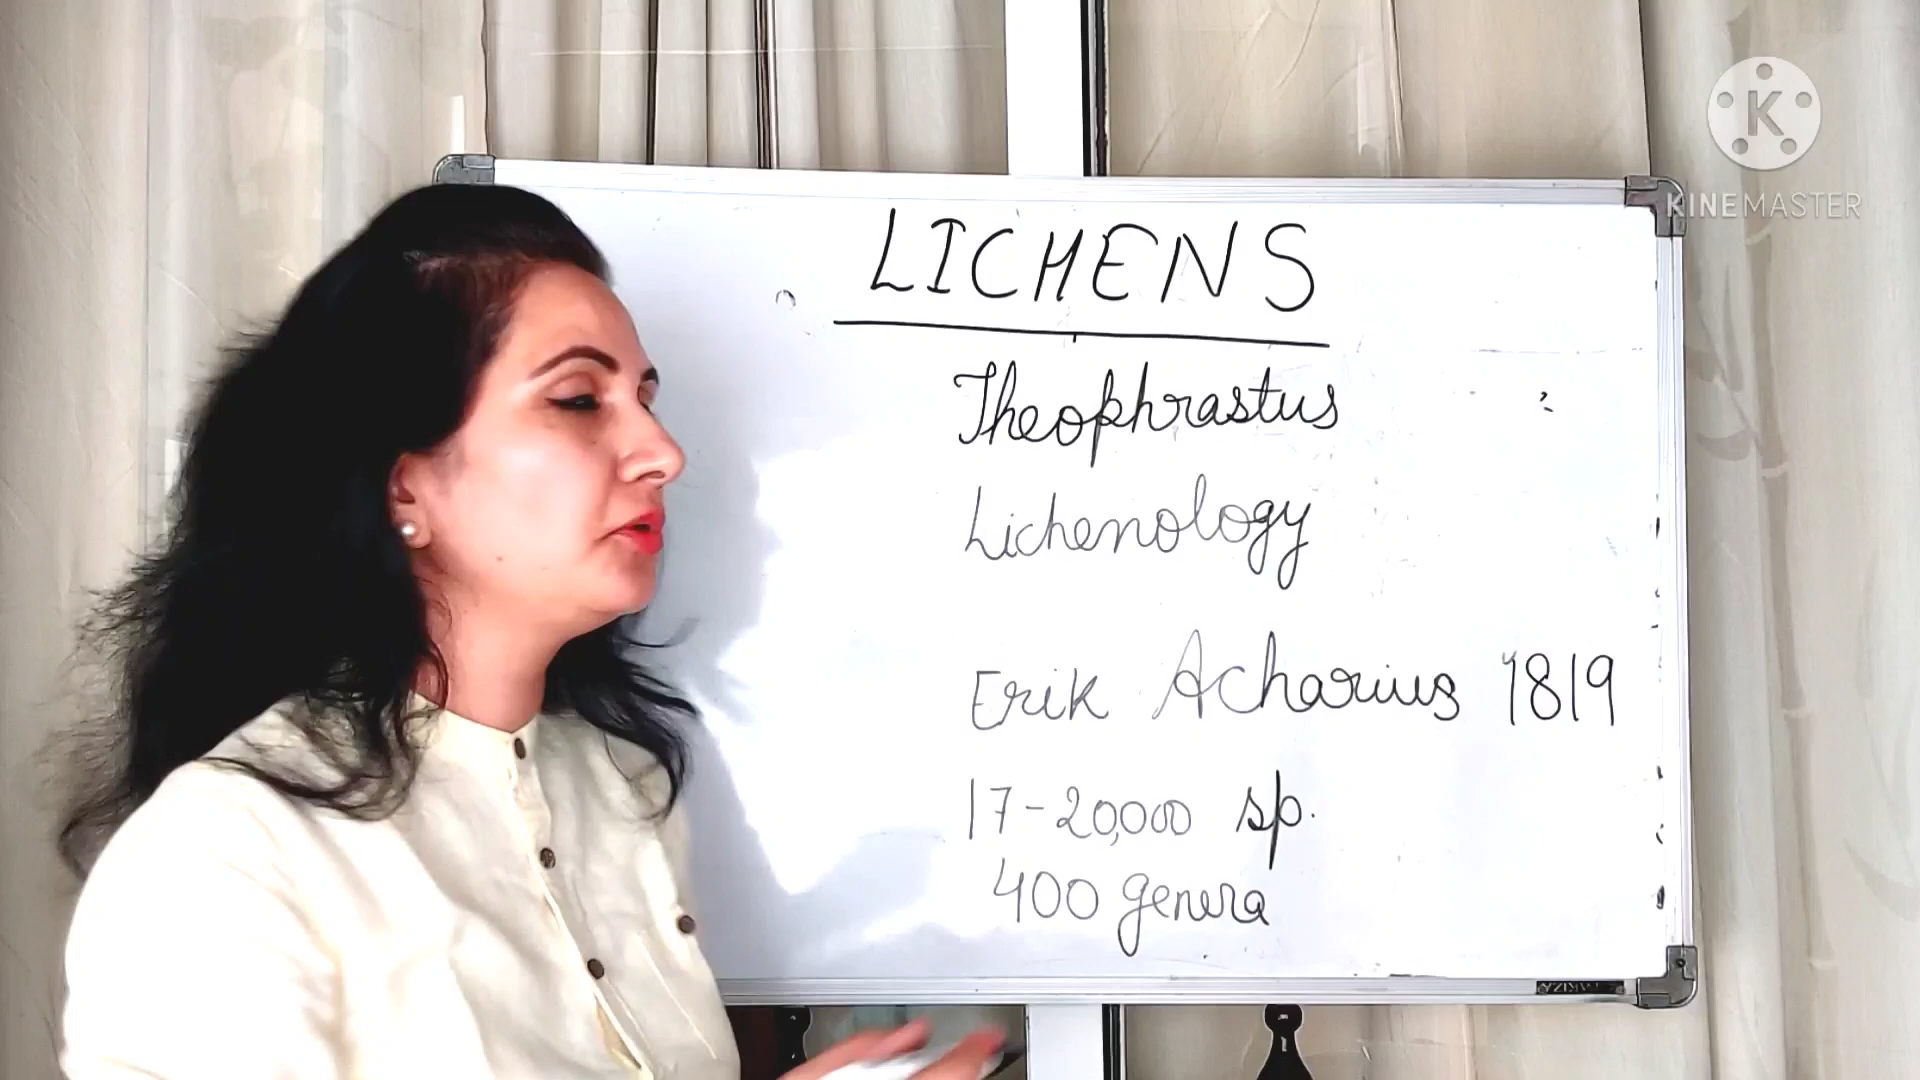 LICHENS
Theophrastus
Lichenology
Erik Acharius 1819
17-20,000 sp.
400 genera
K
KINEMASTER